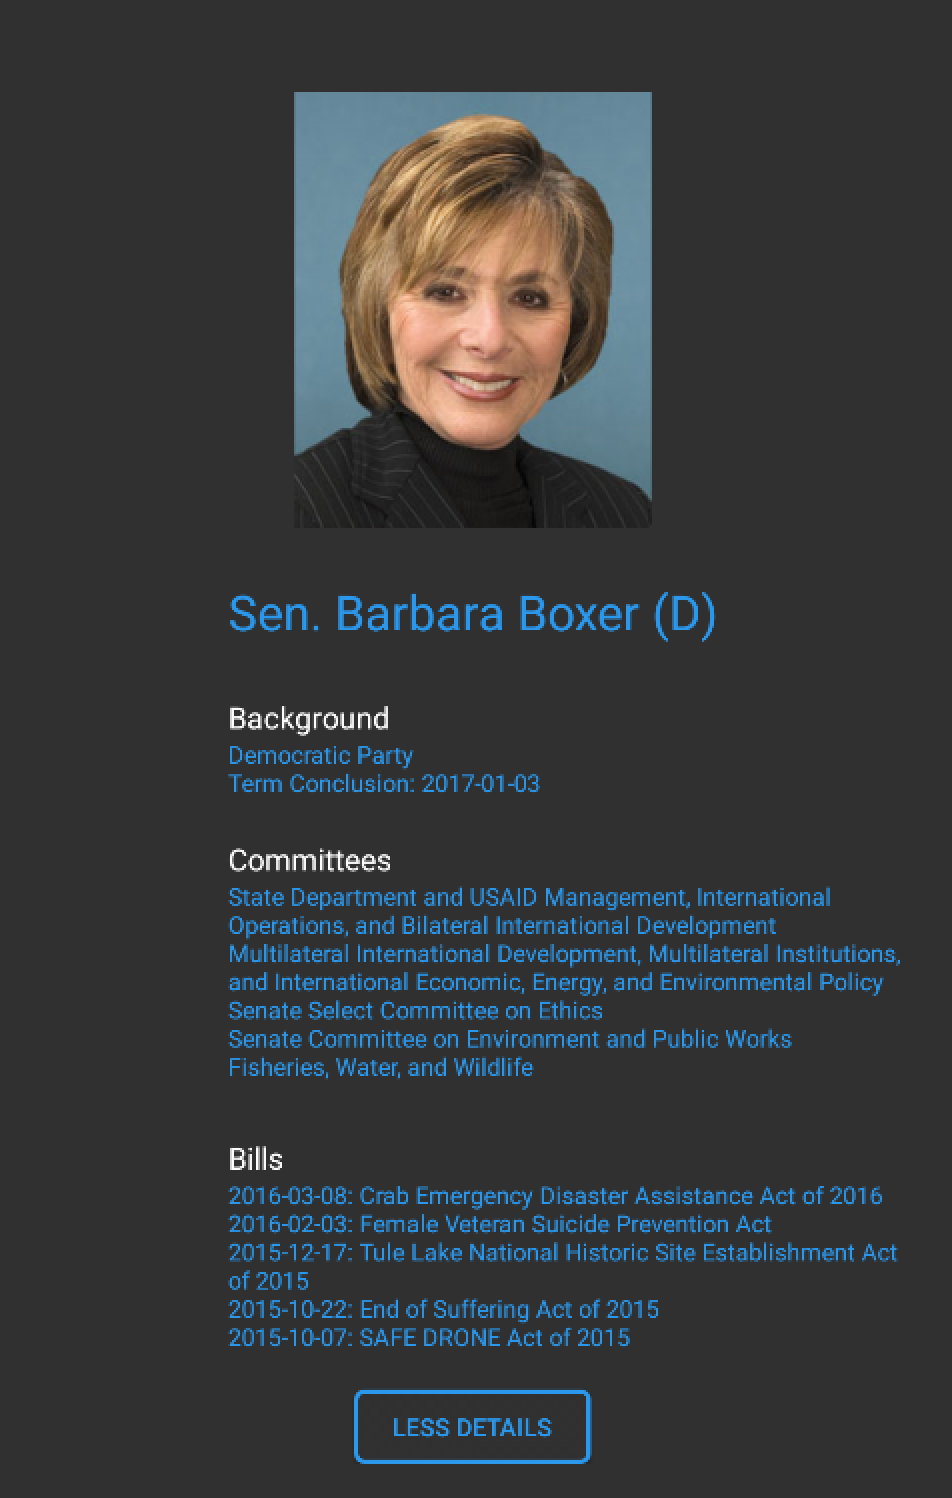 Sen. Barbara Boxer (D)
Background
Democratic Party
Term Conclusion: 2017-01-03
Committees
State Department and USAID Management, International
Operations, and Bilateral International Development
Multilateral International Development, Multilateral Institutions,
and International Economic, Energy, and Environmental Policy
Senate Select Committee on Ethics
Senate Committee on Environment and Public Works
Fisheries, Water, and Wildlife
Bills
2016-03-08: Crab Emergency Disaster Assistance Act of 2016
2016-02-03: Female Veteran Suicide Prevention Act
2015-12-17: Tule Lake National Historic Site Establishment Act
of 2015
2015-10-22: End of Suffering Act of 2015
2015-10-07: SAFE DRONE Act of 2015
LESS DETAILS